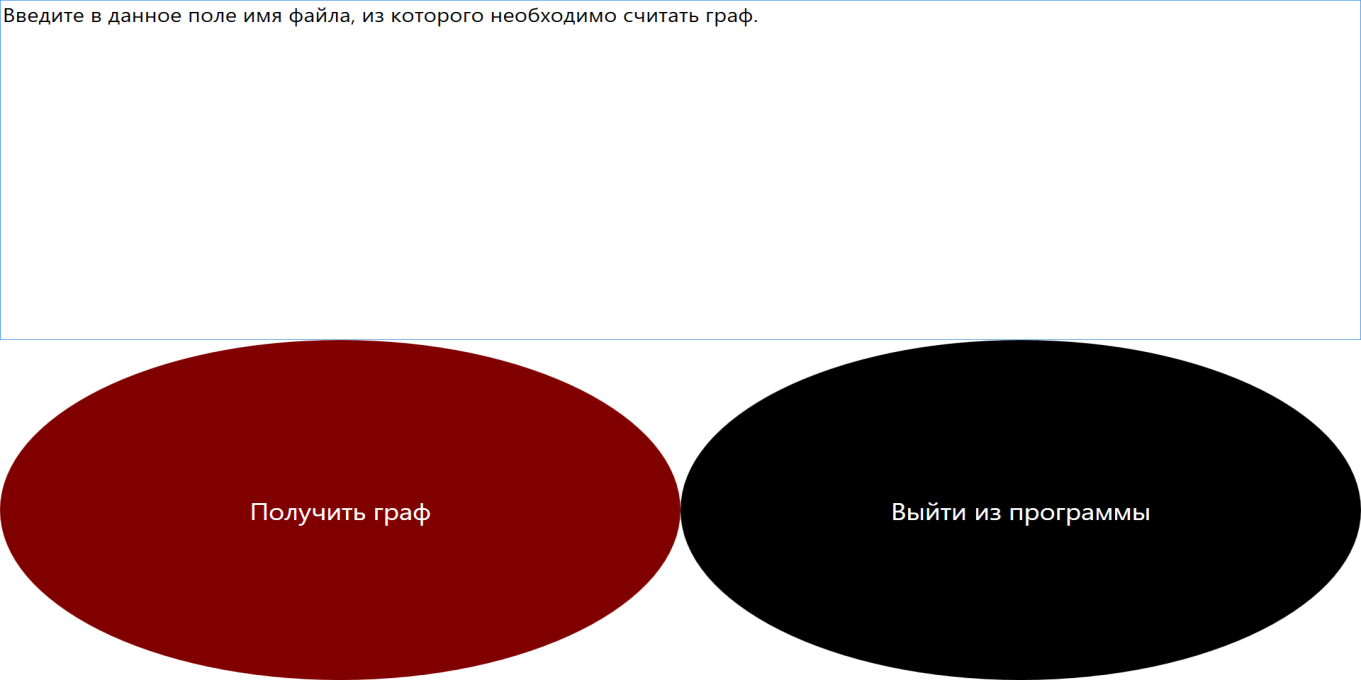 Введите в данное поле имя файла, из которого необходимо считать граф.
Получить граф
Выйти из программы